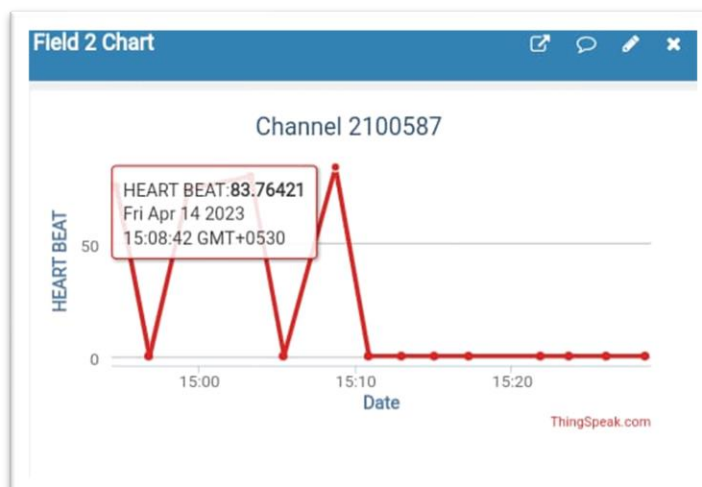 Field 2 Chart
Channel 2100587
HEART BEAT:83.76421
Fri Apr 14 2023
15:08:42 GMT+0530
HEART BEAT
50
0
15:00 15:10 15:20
Date
ThingSpeak.com